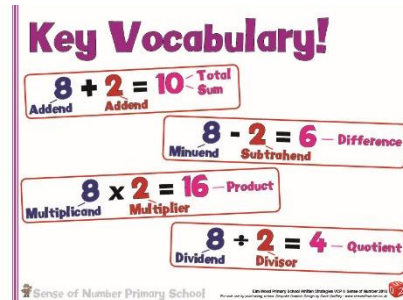 Key Vocabulary!
8 + 2 = 10 Total Sum
Addend Addend
8 - 2 = 6 Difference
Minuend Subtrahend
8 x 2 = 16 Product
Multiplicand Multiplier
8 ÷ 2 = 4 Quotient
Dividend Divisor
Sense of Number Primary School